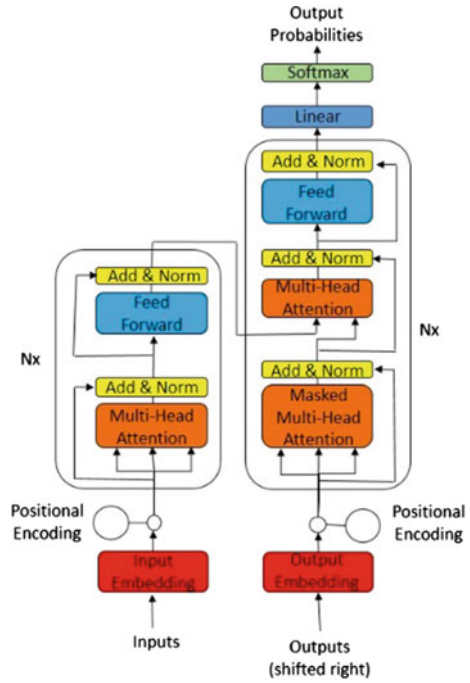 Output
Probabilities
Softmax
Linear
Add & Norm
Feed
Forward
Add & Norm
Multi-Head
Attention
Nx
Add & Norm
Masked
Multi-Head
Attention
Add & Norm
Feed
Forward
Nx
Add & Norm
Multi-Head
Attention
Positional
Encoding
Positional
Encoding
Input
Embedding
Output
Embedding
Inputs
Outputs
(shifted right)